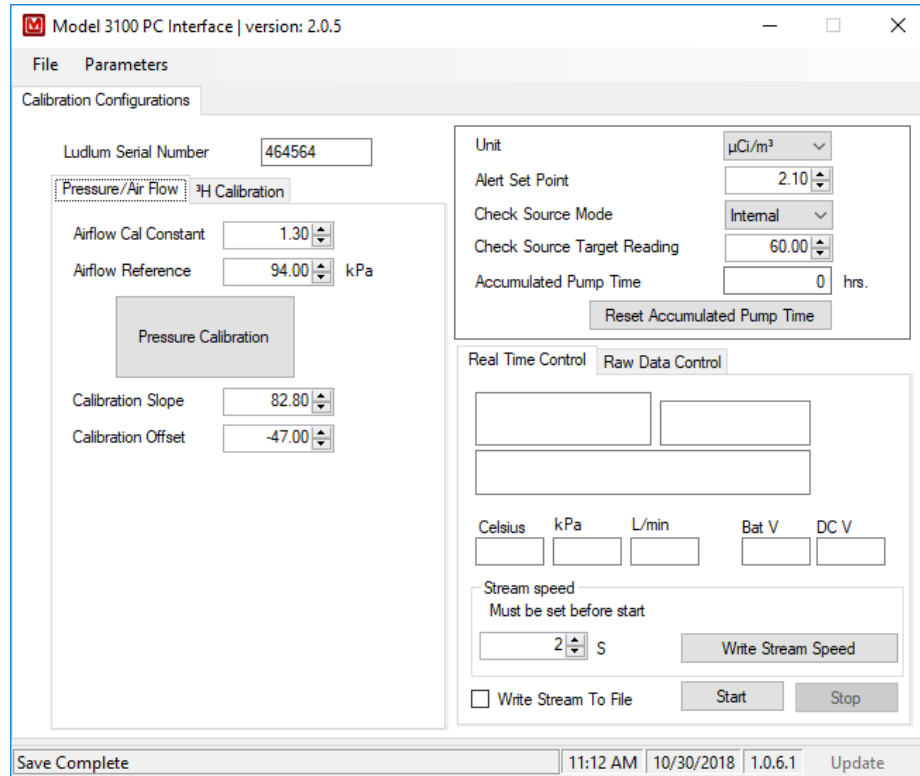 Model 3100 PC Interface | version: 2.0.5
File Parameters
Calibration Configurations
Ludlum Serial Number 464564
Pressure/Air Flow ³H Calibration
Airflow Cal Constant 1.30
Airflow Reference 94.00 kPa
Pressure Calibration
Calibration Slope 82.80
Calibration Offset -47.00
Unit µCi/m³
Alert Set Point 2.10
Check Source Mode Internal
Check Source Target Reading 60.00
Accumulated Pump Time 0 hrs.
Reset Accumulated Pump Time
Real Time Control Raw Data Control
Celsius kPa L/min Bat V DC V
Stream speed
Must be set before start
2 S Write Stream Speed
Write Stream To File Start Stop
Save Complete 11:12 AM 10/30/2018 1.0.6.1 Update